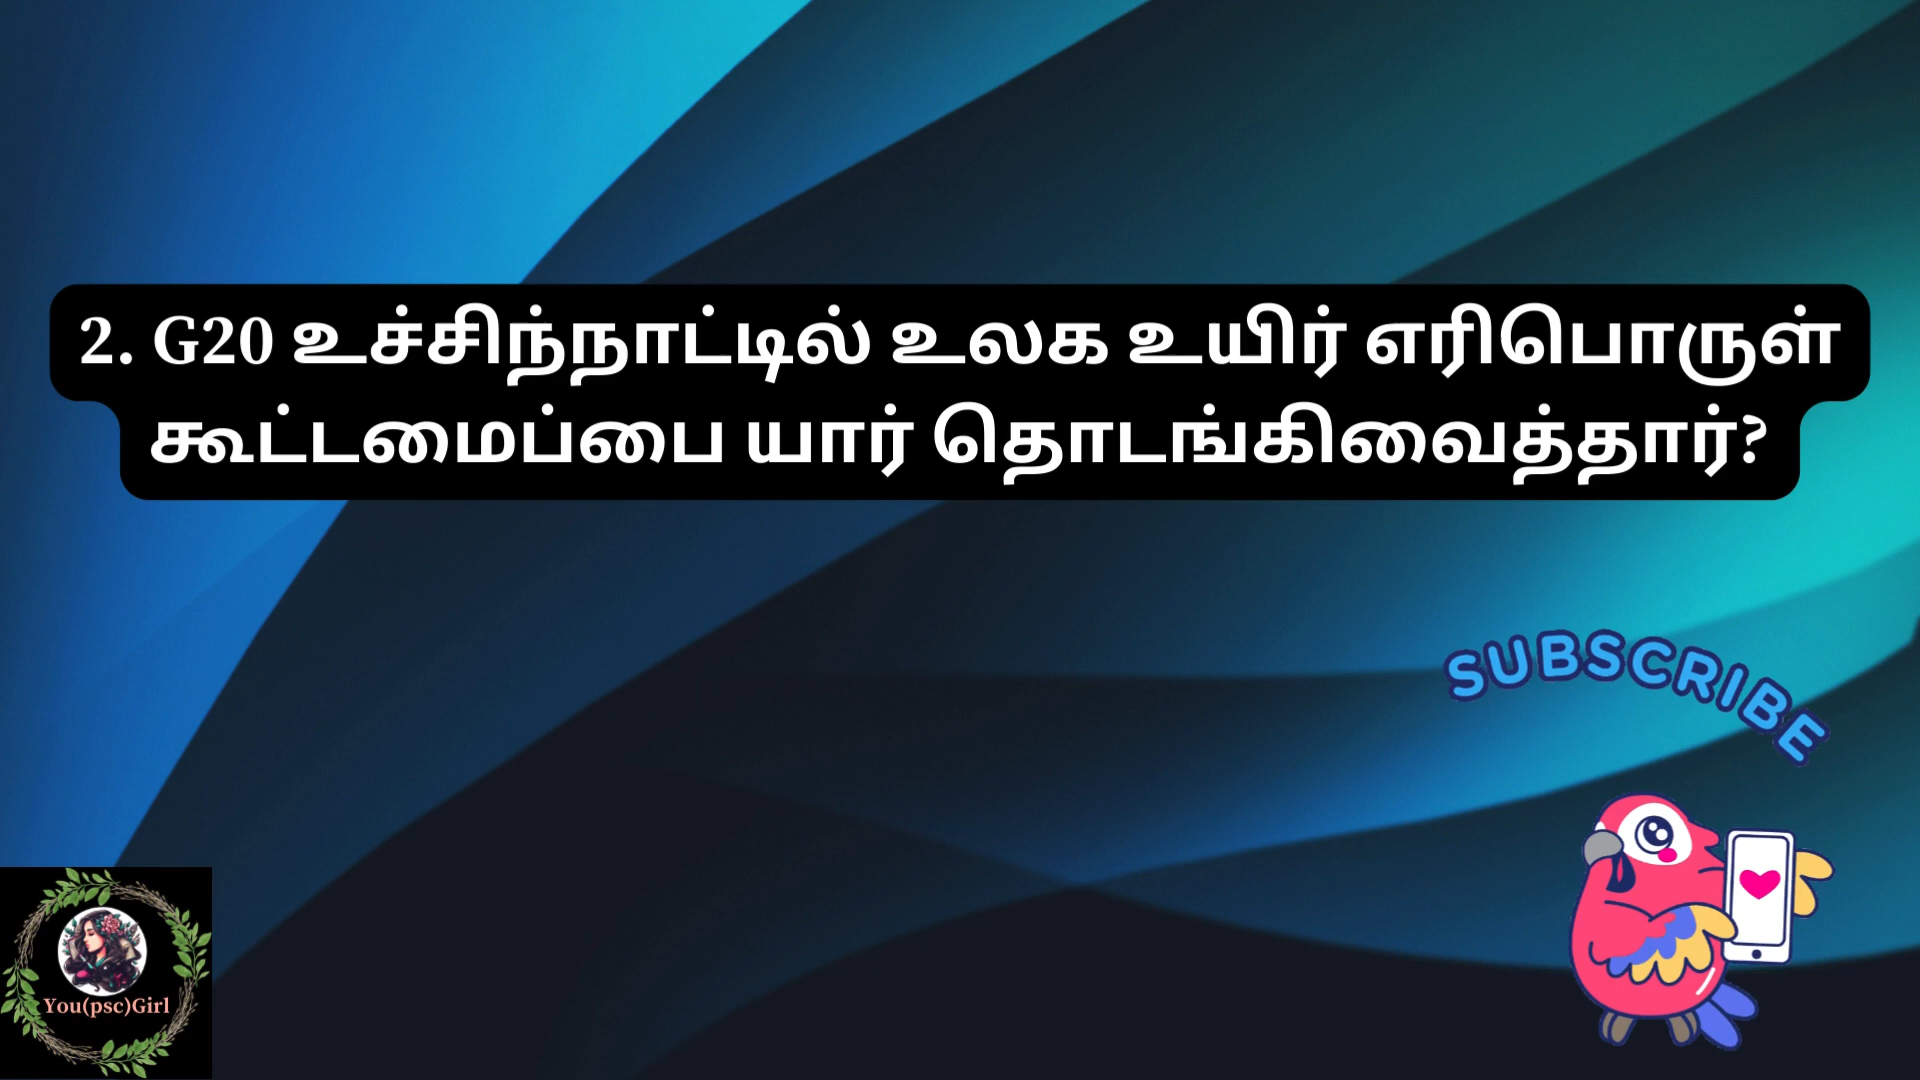 2. G20 உச்சிந்நாட்டில் உலக உயிர் எரிபொருள்
கூட்டமைப்பை யார் தொடங்கிவைத்தார்?
SUBSCRIBE
You(psc)Girl